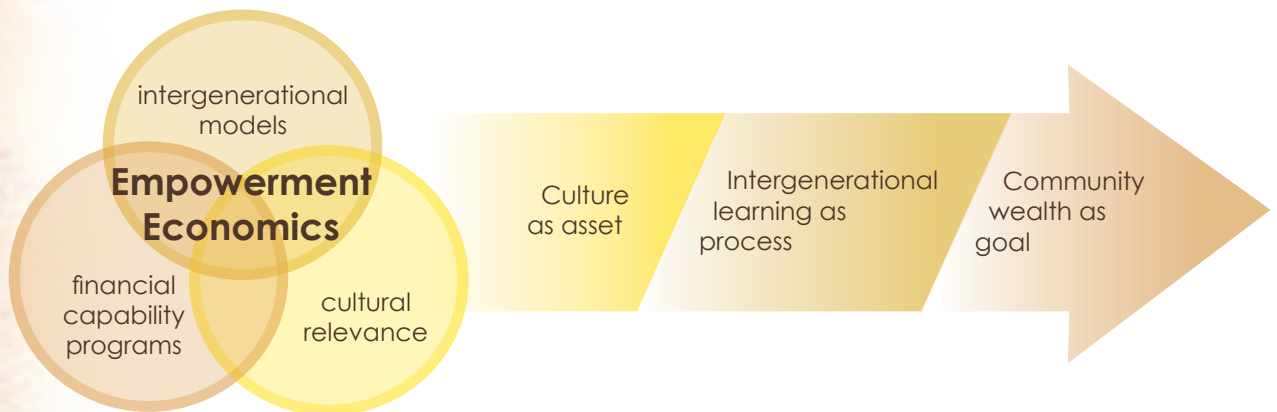 intergenerational
models
Empowerment
Economics
financial
capability
programs
cultural
relevance
Culture
as asset
Intergenerational
learning as
process
Community
wealth as
goal